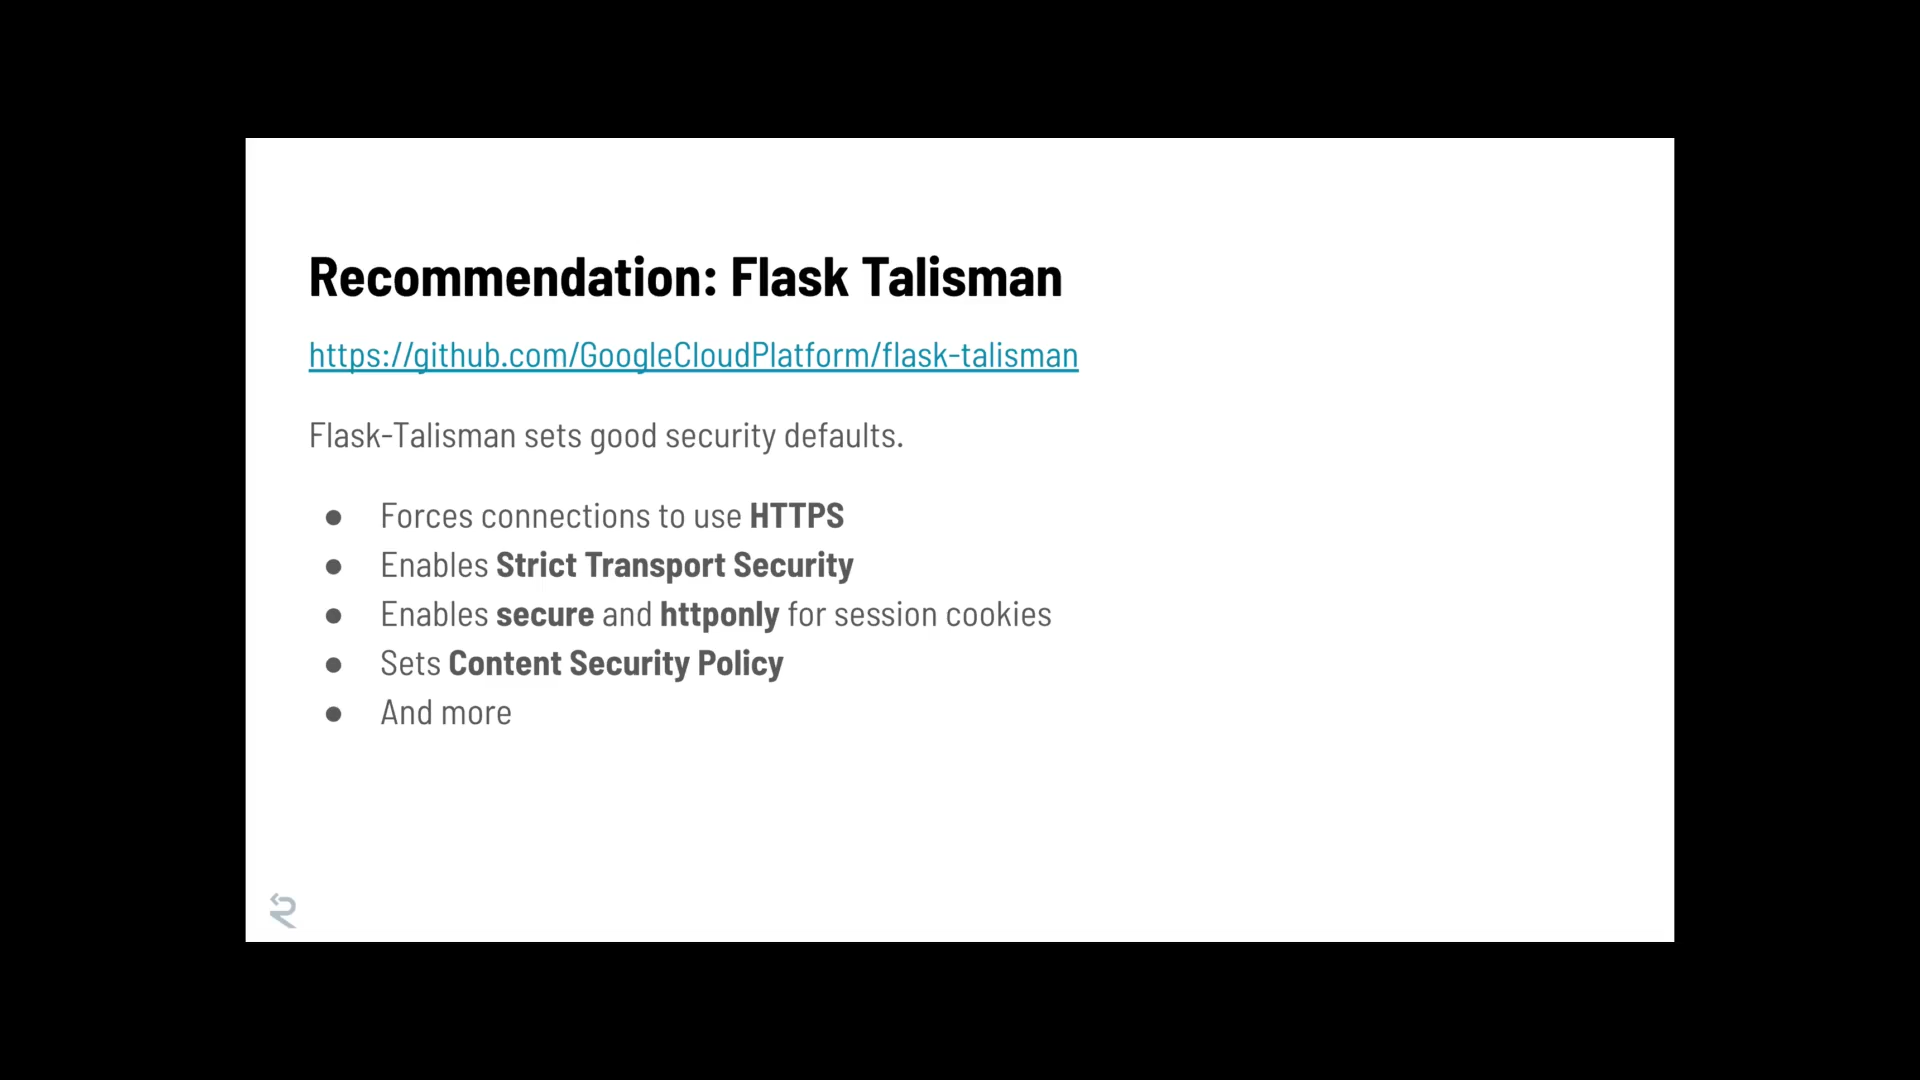 Recommendation: Flask Talisman
https://github.com/GoogleCloudPlatform/flask-talisman
Flask-Talisman sets good security defaults.
● Forces connections to use HTTPS
● Enables Strict Transport Security
● Enables secure and httponly for session cookies
● Sets Content Security Policy
● And more